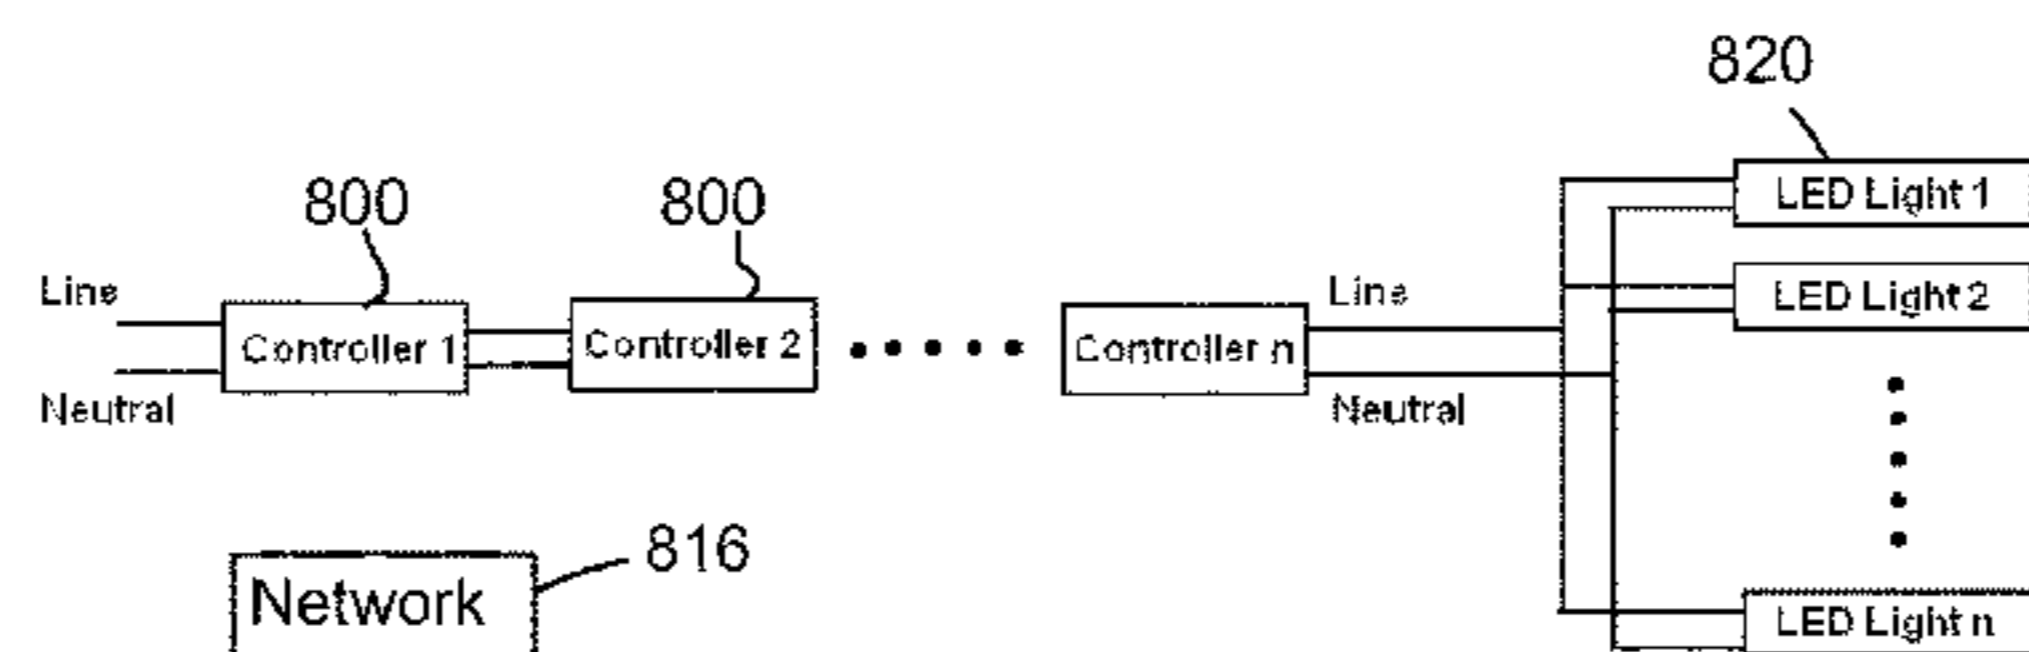 820
LED Light 1
800
800
Line
Line
LED Light 2
Controller 1
Controller 2
Controller n
Neutral
Neutral
816
Network
LED Light n